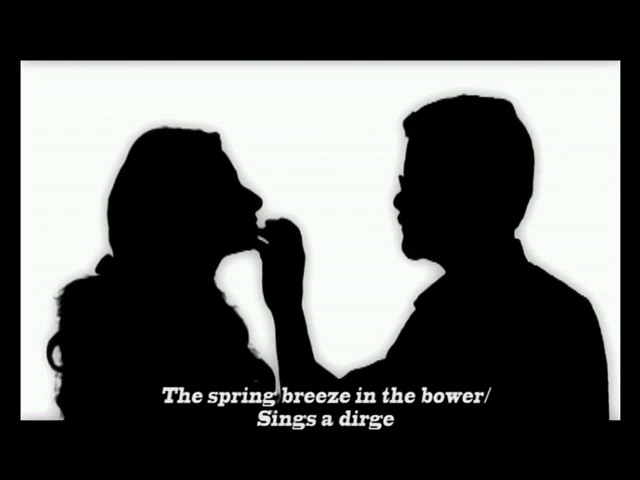 The spring breeze in the bower/
Sings a dirge